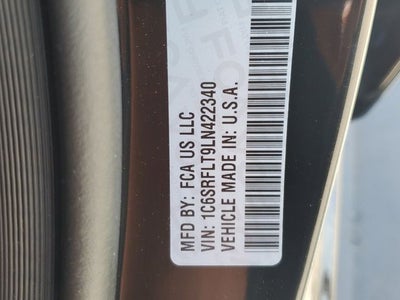 MFD BY: FCA US LLC
VIN: 1C6SRFLT9LN422340
VEHICLE MADE IN: U.S.A.